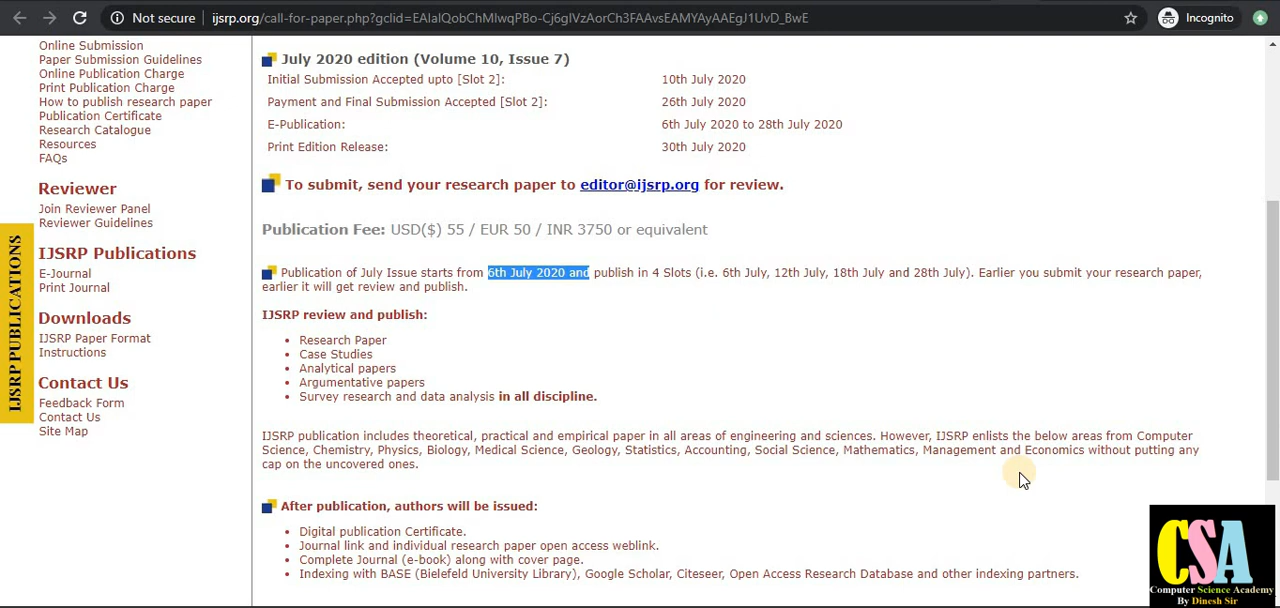 Not secure
ijsrp.org/call-for-paper.php?gclid=EAIaIQobChMIwqPBo-Cj6gIVzAorCh3FAAvsEAMYAyAAEgJ1UvD_BwE
Incognito
Online Submission
Paper Submission Guidelines
Online Publication Charge
Print Publication Charge
How to publish research paper
Publication Certificate
Research Catalogue
Resources
FAQs
Reviewer
Join Reviewer Panel
Reviewer Guidelines
IJSRP Publications
E-Journal
Print Journal
Downloads
IJSRP Paper Format
Instructions
Contact Us
Feedback Form
Contact Us
Site Map
IJSRP PUBLICATIONS
July 2020 edition (Volume 10, Issue 7)
Initial Submission Accepted upto [Slot 2]: 10th July 2020
Payment and Final Submission Accepted [Slot 2]: 26th July 2020
E-Publication: 6th July 2020 to 28th July 2020
Print Edition Release: 30th July 2020
To submit, send your research paper to editor@ijsrp.org for review.
Publication Fee: USD($) 55 / EUR 50 / INR 3750 or equivalent
Publication of July Issue starts from 6th July 2020 and publish in 4 Slots (i.e. 6th July, 12th July, 18th July and 28th July). Earlier you submit your research paper,
earlier it will get review and publish.
IJSRP review and publish:
• Research Paper
• Case Studies
• Analytical papers
• Argumentative papers
• Survey research and data analysis in all discipline.
IJSRP publication includes theoretical, practical and empirical paper in all areas of engineering and sciences. However, IJSRP enlists the below areas from Computer
Science, Chemistry, Physics, Biology, Medical Science, Geology, Statistics, Accounting, Social Science, Mathematics, Management and Economics without putting any
cap on the uncovered ones.
After publication, authors will be issued:
• Digital publication Certificate.
• Journal link and individual research paper open access weblink.
• Complete Journal (e-book) along with cover page.
• Indexing with BASE (Bielefeld University Library), Google Scholar, Citeseer, Open Access Research Database and other indexing partners.
CSA
Computer Science Academy
By Dinesh Sir